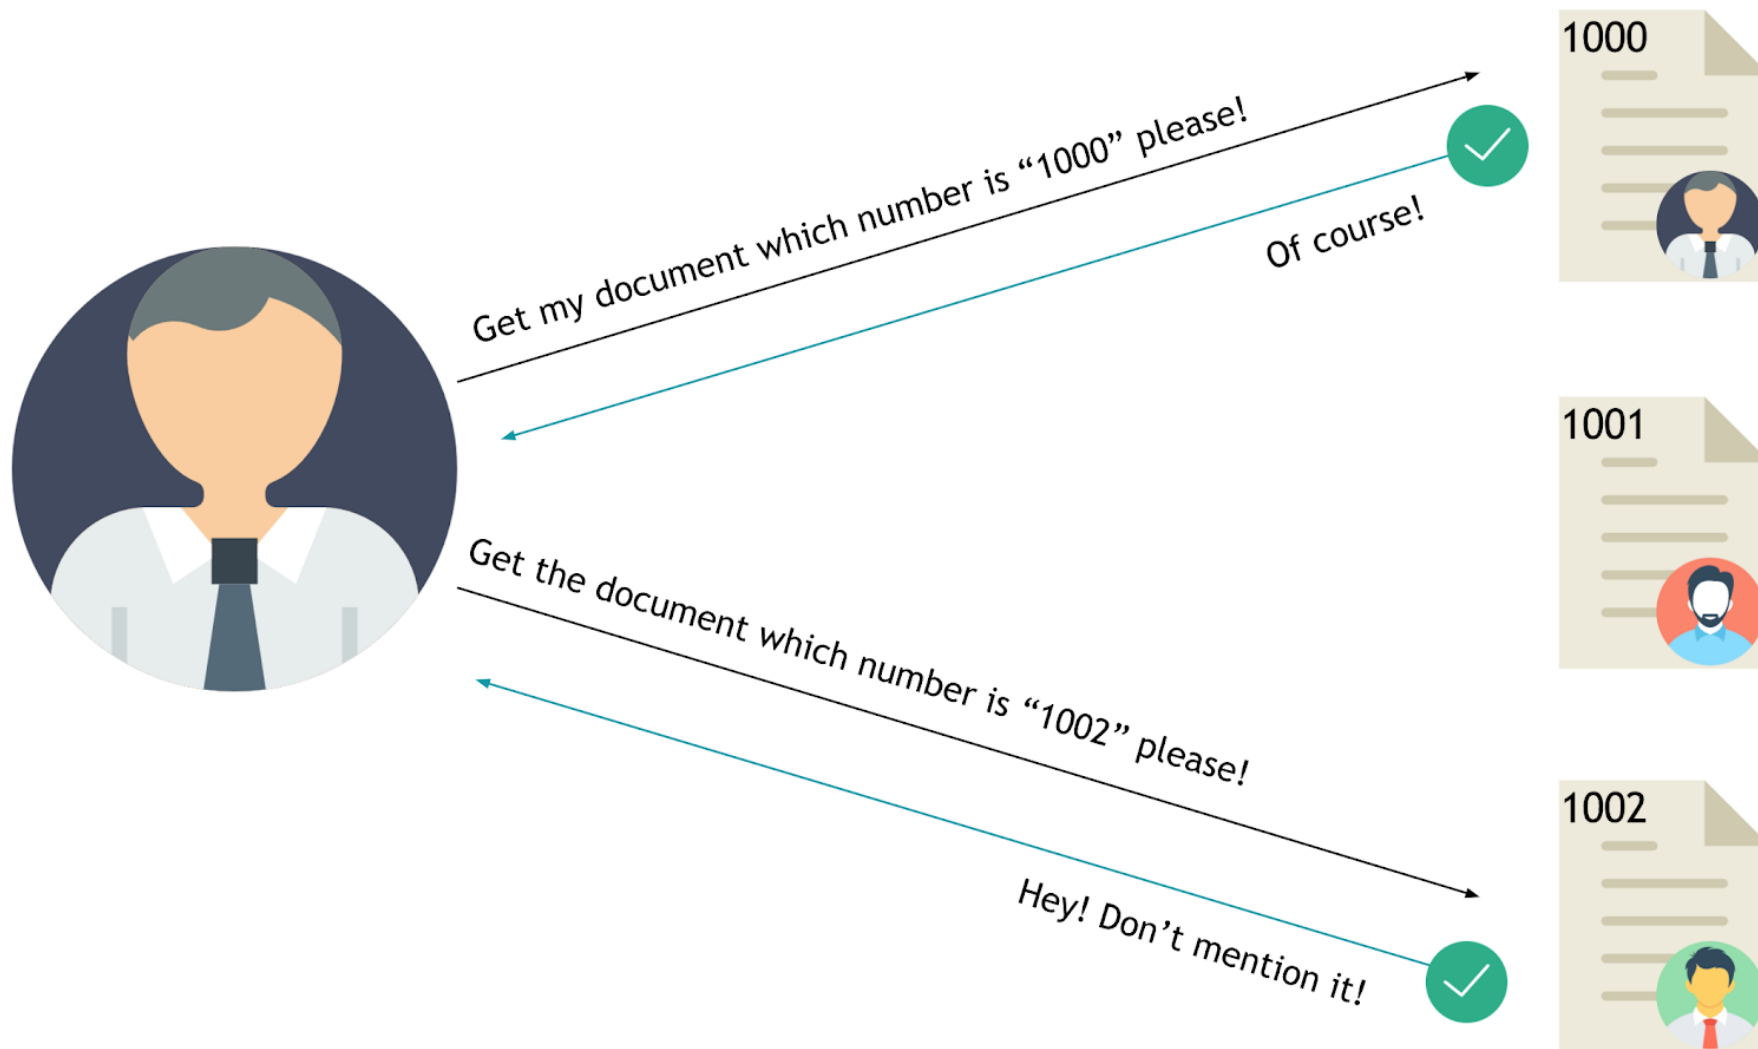 1000
Get my document which number is “1000” please!
Of course!
1001
Get the document which number is “1002” please!
Hey! Don’t mention it!
1002